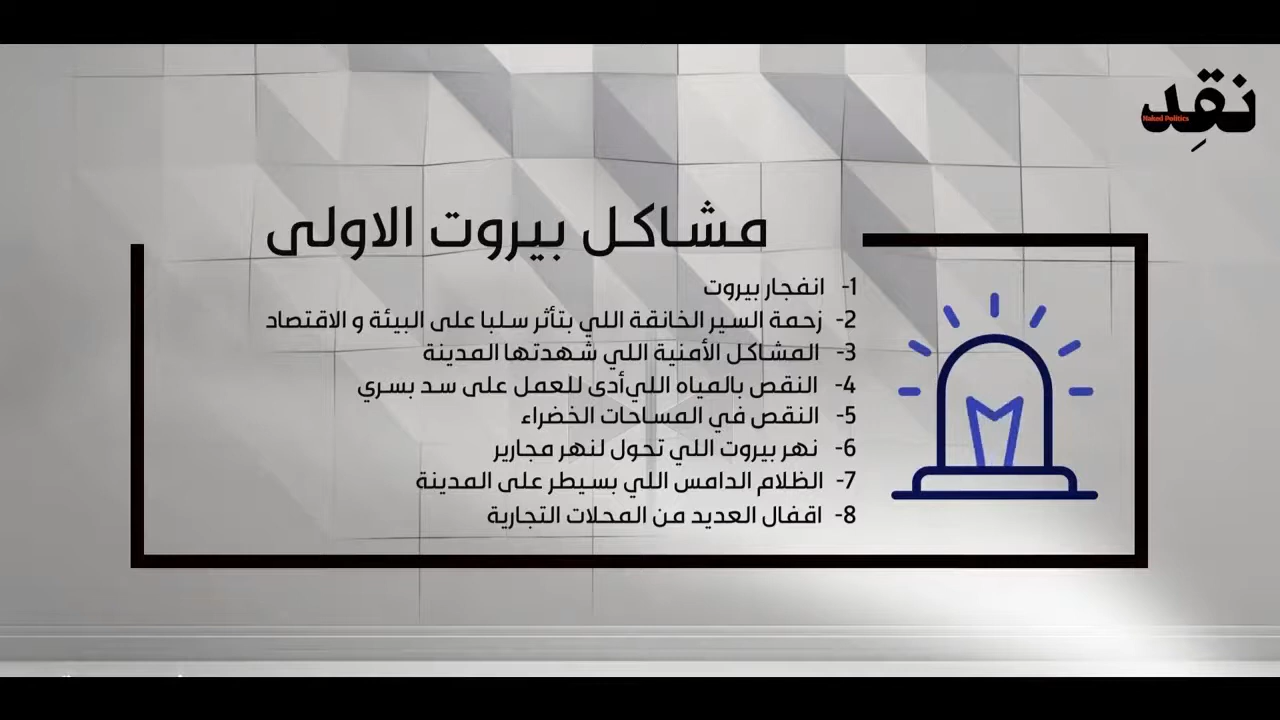 نقد
Naked Politics
مشاكل بيروت الاولى
1- انفجار بيروت
2- زحمة السير الخانقة اللي بتأثر سلبا على البيئة و الاقتصاد
3- المشاكل الأمنية اللي شهدتها المدينة
4- النقص بالمياه اللي أدى للعمل على سد بسري
5- النقص في المساحات الخضراء
6- نهر بيروت اللي تحول لنهر مجارير
7- الظلام الدامس اللي بسيطر على المدينة
8- اقفال العديد من المحلات التجارية